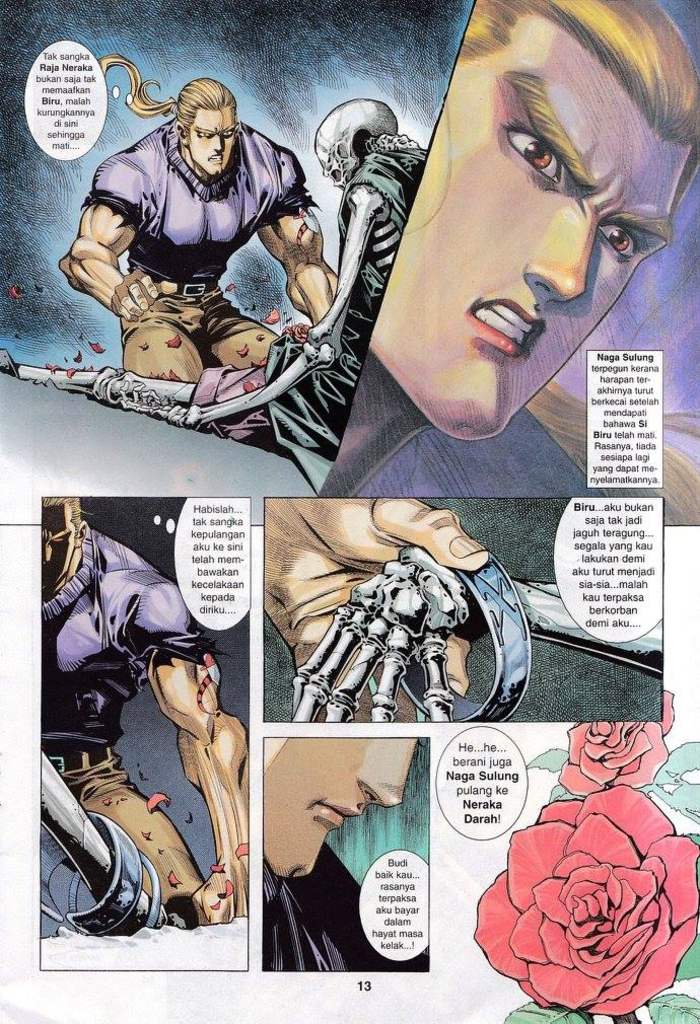 Tak sangka
Raja Neraka
bukan saja tak
memaafkan
Biru, malah
kurungkannya
di sini
sehingga
mati....
Naga Sulung
terpegun kerana
harapan ter-
akhirnya turut
berkecai setelah
mendapati
bahawa Si
Biru telah mati.
Rasanya, tiada
sesiapa lagi
yang dapat me-
nyelamatkannya.
Habislah...
tak sangka
kepulangan
aku ke sini
telah mem-
bawakan
kecelakaan
kepada
diriku....
Biru...aku bukan
saja tak jadi
jaguh teragung...
segala yang kau
lakukan demi
aku turut menjadi
sia-sia...malah
kau terpaksa
berkorban
demi aku....
Budi
baik kau...
rasanya
terpaksa
aku bayar
dalam
hayat masa
kelak...!
He...he...
berani juga
Naga Sulung
pulang ke
Neraka
Darah!
13